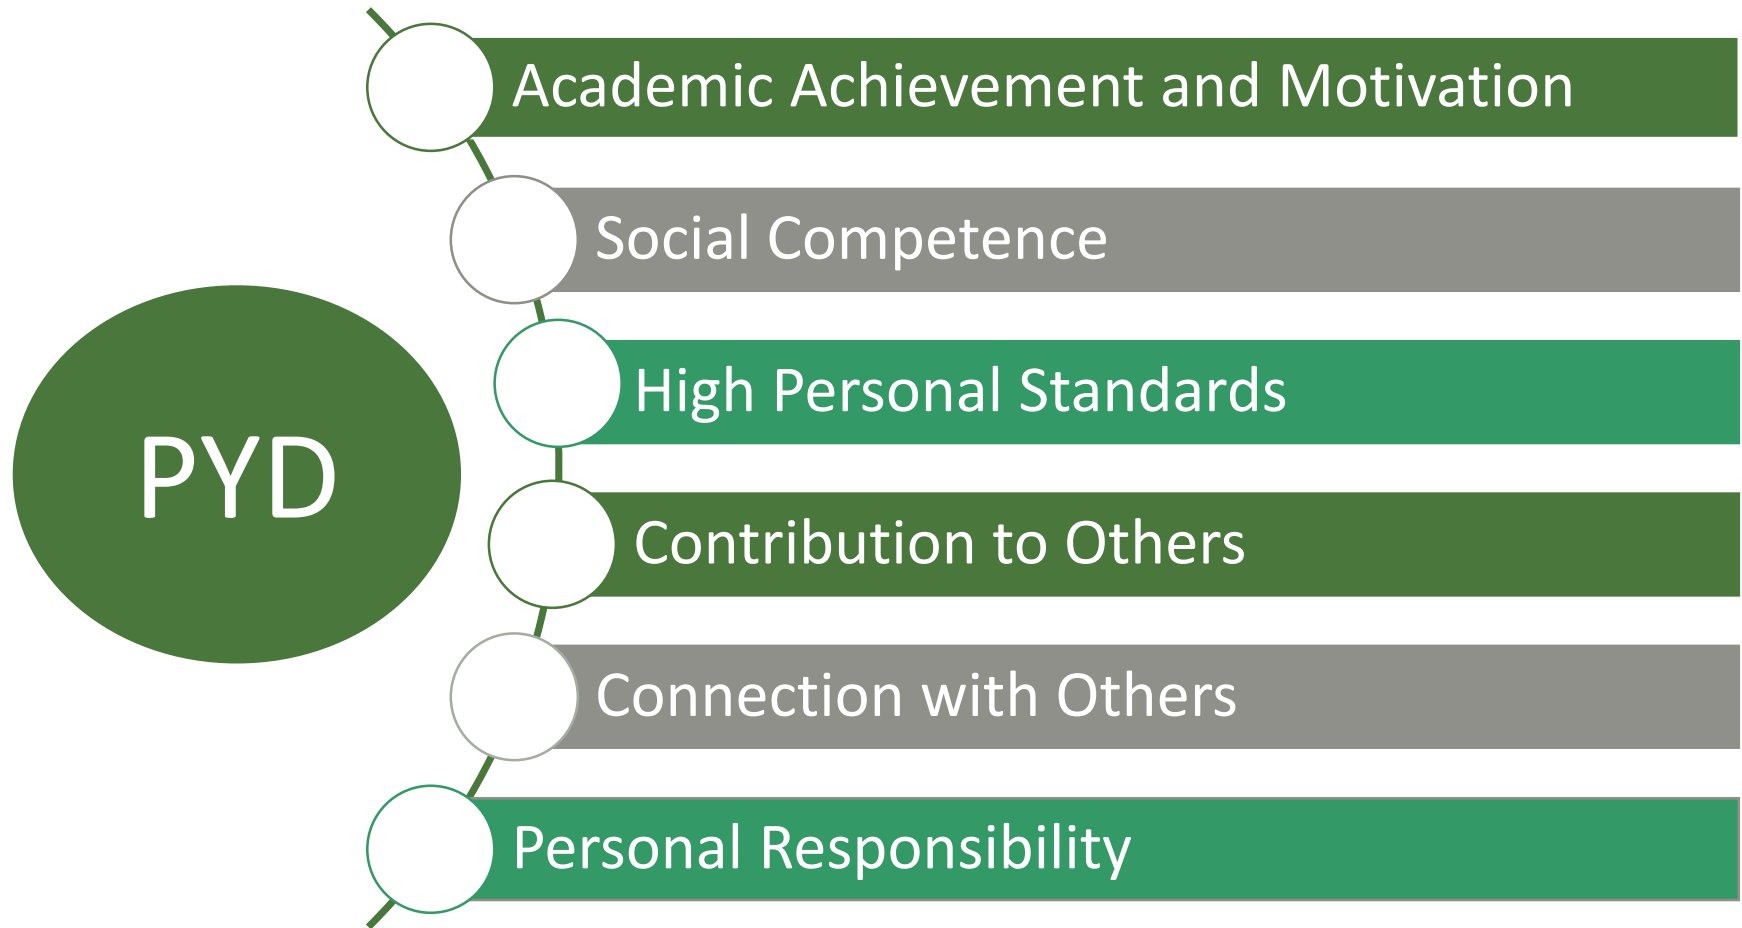 PYD
Academic Achievement and Motivation
Social Competence
High Personal Standards
Contribution to Others
Connection with Others
Personal Responsibility